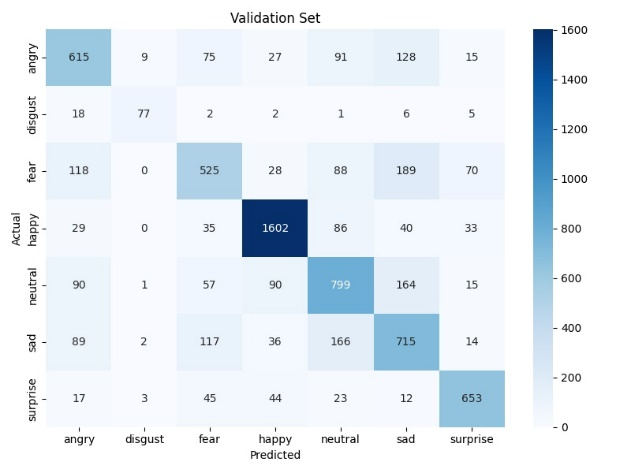 Validation Set
angry 615 9 75 27 91 128 15
disgust 18 77 2 2 1 6 5
fear 118 0 525 28 88 189 70
happy 29 0 35 1602 86 40 33
neutral 90 1 57 90 799 164 15
sad 89 2 117 36 166 715 14
surprise 17 3 45 44 23 12 653
angry disgust fear happy neutral sad surprise
Predicted
Actual
1600
1400
1200
1000
800
600
400
200
0